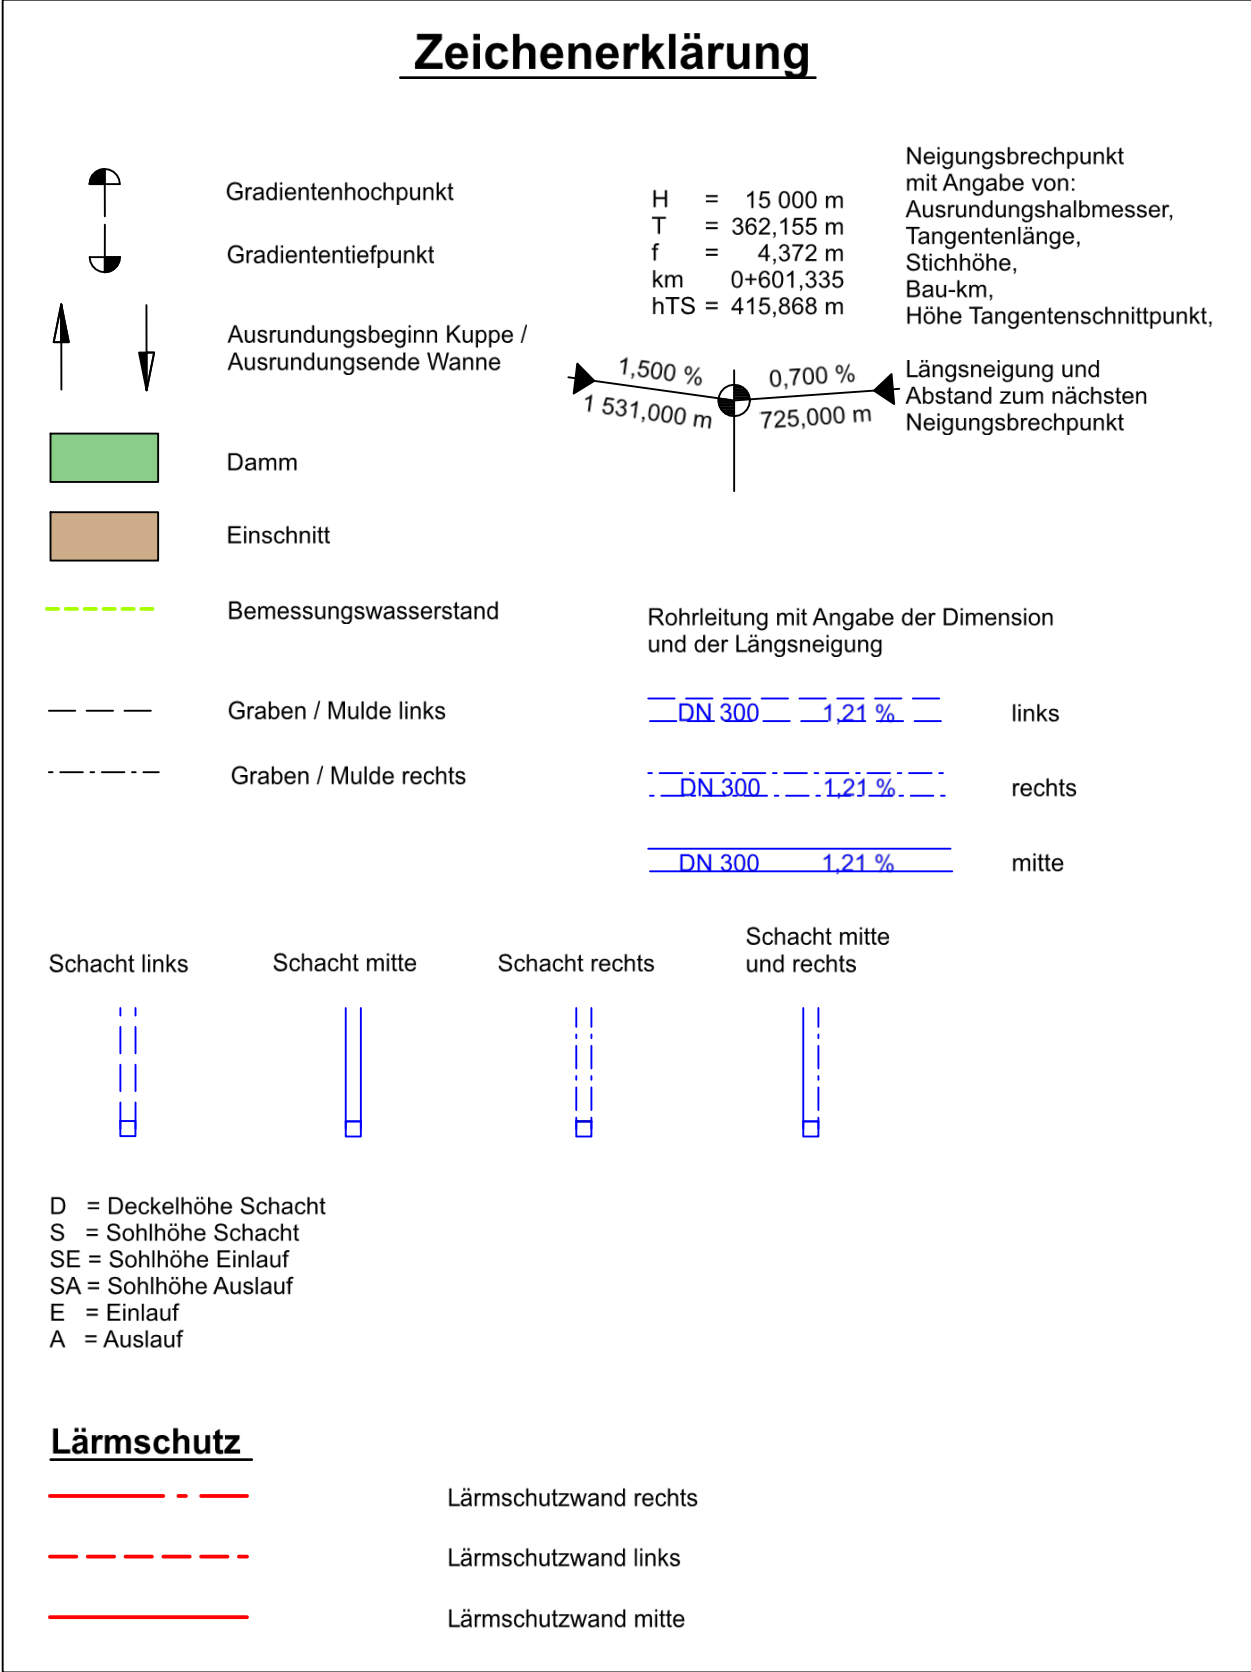 Zeichenerklärung
Gradientenhochpunkt
Gradiententiefpunkt
Ausrundungsbeginn Kuppe /
Ausrundungsende Wanne
Damm
Einschnitt
Bemessungswasserstand
Graben / Mulde links
Graben / Mulde rechts
H = 15 000 m
T = 362,155 m
f = 4,372 m
km 0+601,335
hTS = 415,868 m
Neigungsbrechpunkt
mit Angabe von:
Ausrundungshalbmesser,
Tangentenlänge,
Stichhöhe,
Bau-km,
Höhe Tangentenschnittpunkt,
1,500 % 0,700 %
1 531,000 m 725,000 m
Längsneigung und
Abstand zum nächsten
Neigungsbrechpunkt
Rohrleitung mit Angabe der Dimension
und der Längsneigung
DN 300 1,21 % links
DN 300 1,21 % rechts
DN 300 1,21 % mitte
Schacht links
Schacht mitte
Schacht rechts
Schacht mitte
und rechts
D = Deckelhöhe Schacht
S = Sohlhöhe Schacht
SE = Sohlhöhe Einlauf
SA = Sohlhöhe Auslauf
E = Einlauf
A = Auslauf
Lärmschutz
Lärmschutzwand rechts
Lärmschutzwand links
Lärmschutzwand mitte